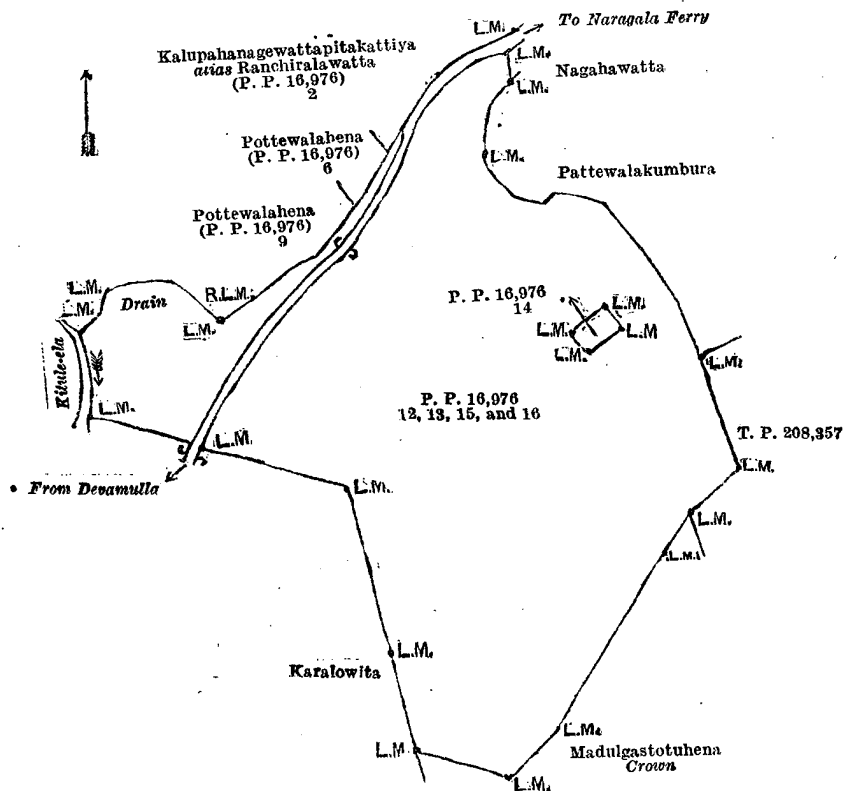 L.M.
To Naragala Ferry
Kalupahanagewattapitakattiya
alias Ranchiralawatta
(P. P. 16,976)
2
L.M.
Nagahawatta
L.M.
Pottewalahena
(P. P. 16,976)
6
L.M.
Pattewalakumbura
Pottewalahena
(P. P. 16,976)
9
L.M.
Drain
R.L.M.
L.M.
L.M.
P. P. 16,976
14
L.M.
L.M.
L.M
L.M.
Kitule-ela
L.M.
L.M.
P. P. 16,976
12, 13, 15, and 16
L.M.
T. P. 208,357
L.M.
From Devamulla
L.M.
L.M.
L.M.
L.M.
Karalowita
L.M.
L.M.
Madulgastotuhena
Crown
L.M.